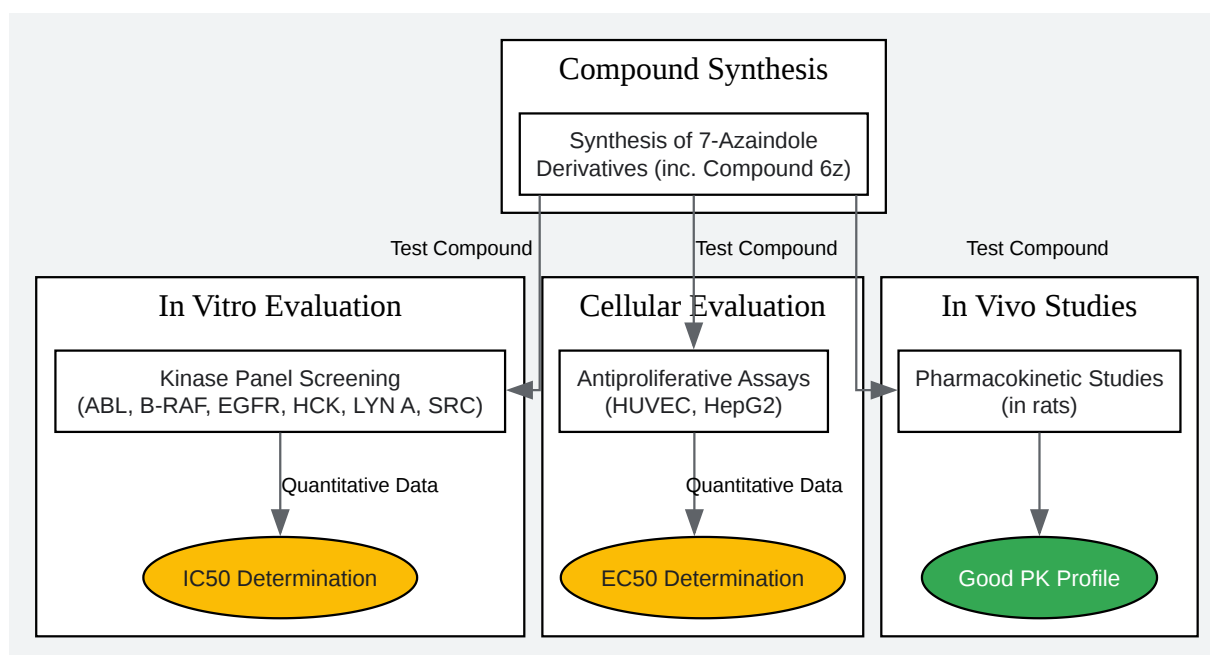 Compound Synthesis
Synthesis of 7-Azaindole
Derivatives (inc. Compound 6z)
Test Compound
Test Compound
Test Compound
In Vitro Evaluation
Kinase Panel Screening
(ABL, B-RAF, EGFR, HCK, LYN A, SRC)
Quantitative Data
IC50 Determination
Cellular Evaluation
Antiproliferative Assays
(HUVEC, HepG2)
Quantitative Data
EC50 Determination
In Vivo Studies
Pharmacokinetic Studies
(in rats)
Good PK Profile